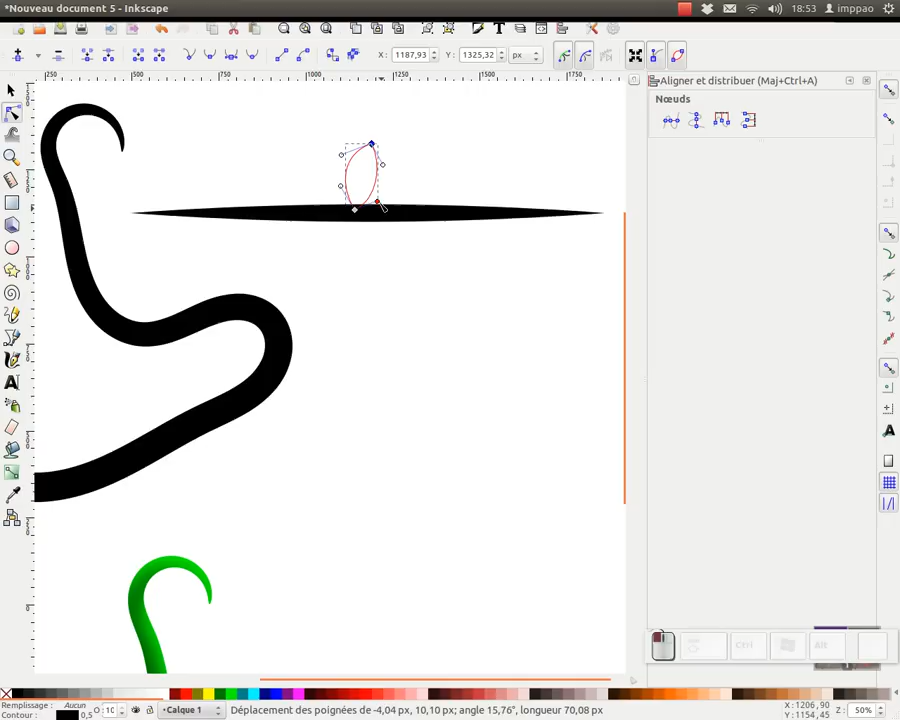 *Nouveau document 5 - Inkscape
18:53
imppao
X: 1187,93
Y: 1325,32
px
250
500
750
1000
1250
1500
1750
Aligner et distribuer (Maj+Ctrl+A)
Nœuds
Ctrl
Alt
Remplissage :
Aucun
Contour :
0,5
O:
Calque 1
Déplacement des poignées de -4,04 px, 10,10 px; angle 15,76°, longueur 70,08 px
X: 1206,90
Y: 1154,45
Z:
50%